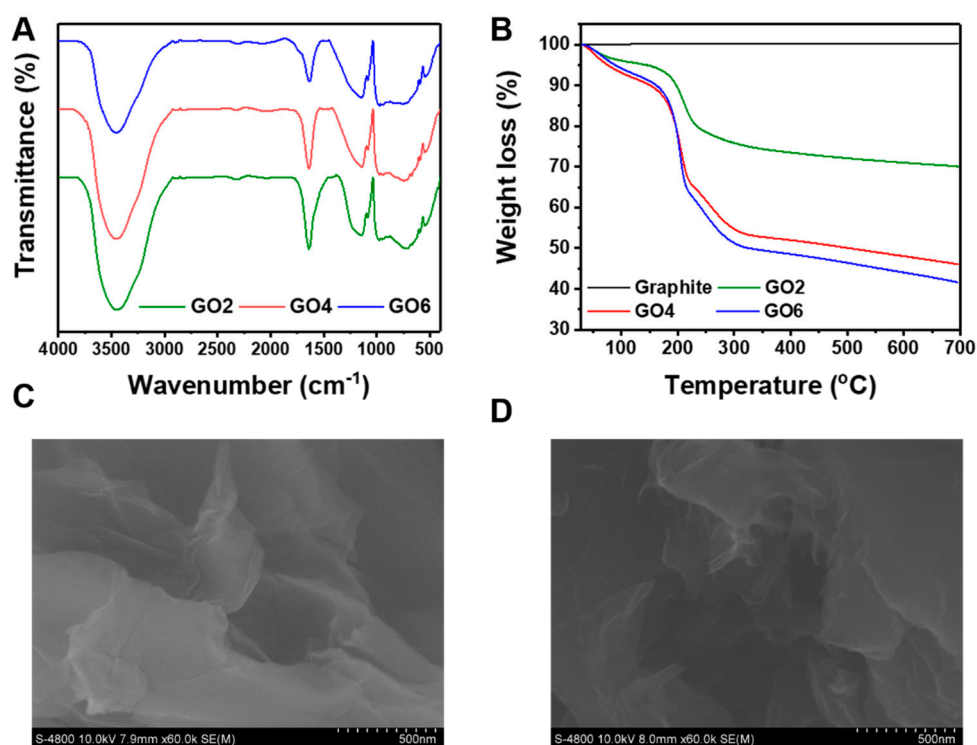 A
Transmittance (%)
GO2 GO4 GO6
4000 3500 3000 2500 2000 1500 1000 500
Wavenumber (cm⁻¹)
B
Weight loss (%)
100
90
80
70
60
50
40
30
Graphite GO2
GO4 GO6
100 200 300 400 500 600 700
Temperature (ºC)
C
S-4800 10.0kV 7.9mm x60.0k SE(M) 500nm
D
S-4800 10.0kV 8.0mm x60.0k SE(M) 500nm